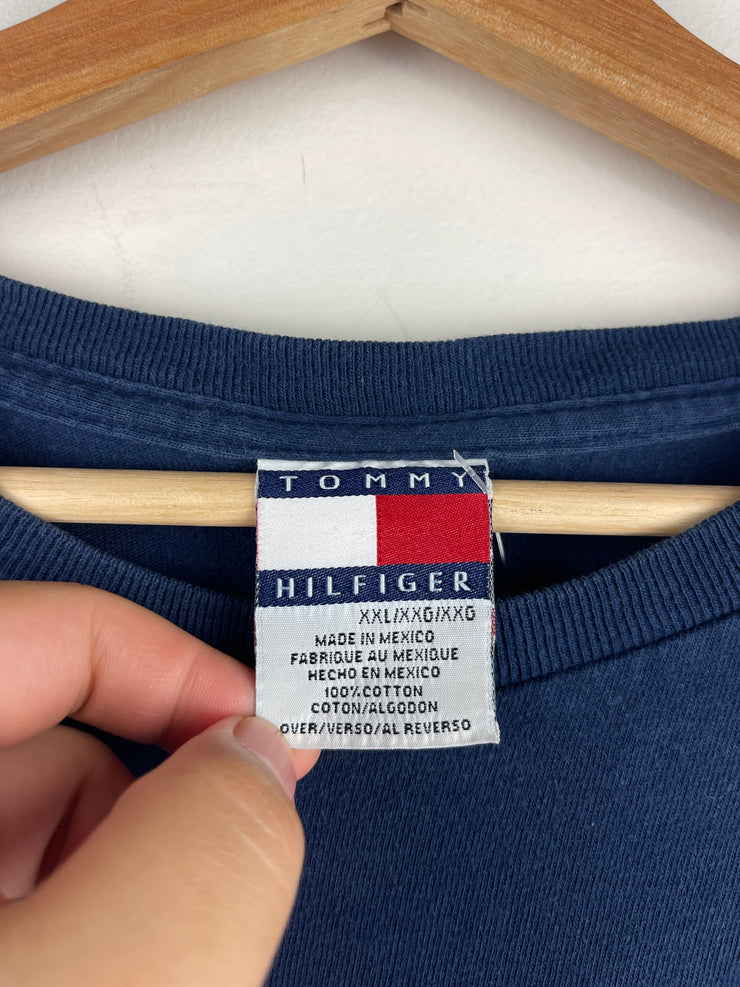 TOMMY
HILFIGER
XXL/XXG/XXG
MADE IN MEXICO
FABRIQUE AU MEXIQUE
HECHO EN MEXICO
100% COTTON
COTON/ALGODON
OVER/VERSO/AL REVERSO